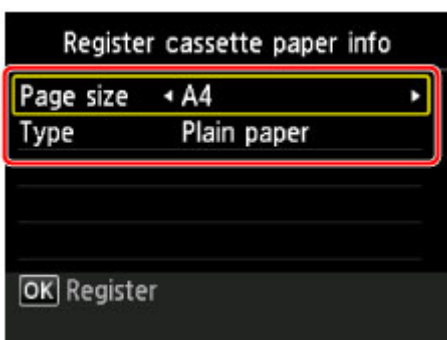 Register cassette paper info
Page size A4
Type Plain paper
OK Register